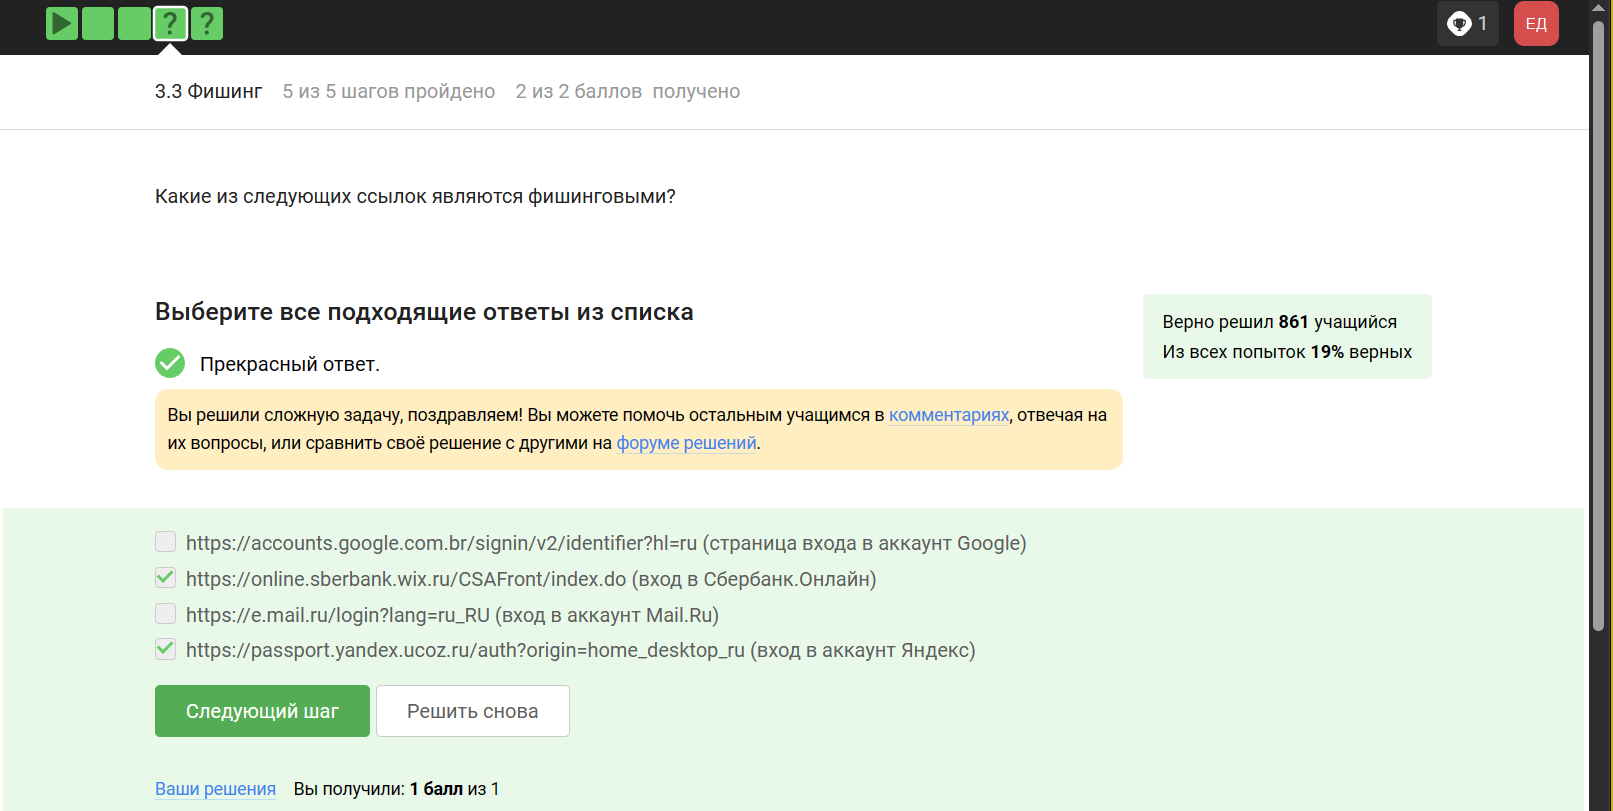 ? ?
1
ЕД
3.3 Фишинг 5 из 5 шагов пройдено 2 из 2 баллов получено
Какие из следующих ссылок являются фишинговыми?
Выберите все подходящие ответы из списка
Прекрасный ответ.
Вы решили сложную задачу, поздравляем! Вы можете помочь остальным учащимся в комментариях, отвечая на
их вопросы, или сравнить своё решение с другими на форуме решений.
Верно решил 861 учащийся
Из всех попыток 19% верных
https://accounts.google.com.br/signin/v2/identifier?hl=ru (страница входа в аккаунт Google)
https://online.sberbank.wix.ru/CSAFront/index.do (вход в Сбербанк.Онлайн)
https://e.mail.ru/login?lang=ru_RU (вход в аккаунт Mail.Ru)
https://passport.yandex.ucoz.ru/auth?origin=home_desktop_ru (вход в аккаунт Яндекс)
Следующий шаг Решить снова
Ваши решения Вы получили: 1 балл из 1